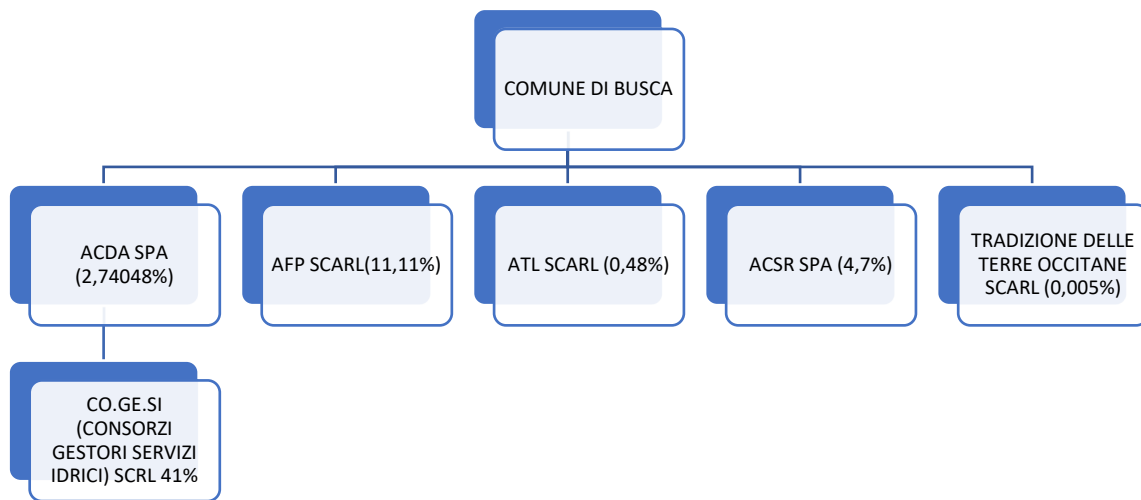 COMUNE DI BUSCA
ACDA SPA
(2,74048%)
AFP SCARL(11,11%)
ATL SCARL (0,48%)
ACSR SPA (4,7%)
TRADIZIONE DELLE
TERRE OCCITANE
SCARL (0,005%)
CO.GE.SI
(CONSORZI
GESTORI SERVIZI
IDRICI) SCRL 41%